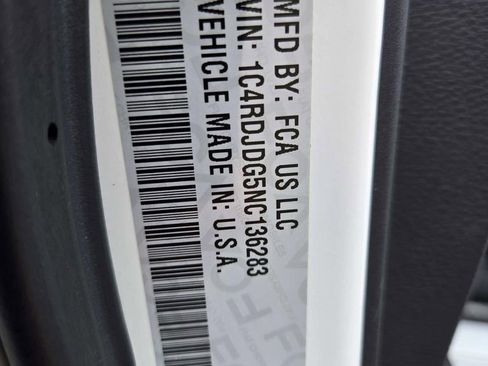 MFD BY: FCA US LLC
VIN: 1C4RDJDG5NC136283
VEHICLE MADE IN: U.S.A.